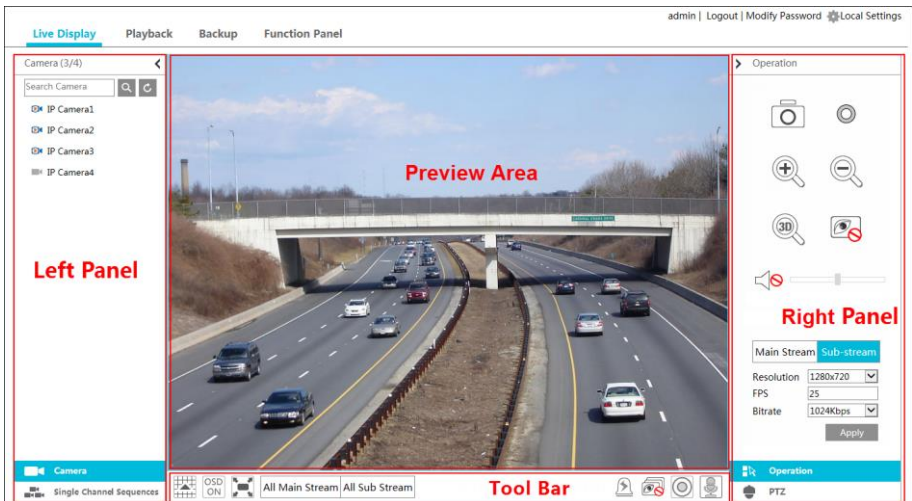 admin | Logout | Modify Password Local Settings
Live Display Playback Backup Function Panel
Camera (3/4)
Search Camera
IP Camera1
IP Camera2
IP Camera3
IP Camera4
Left Panel
Camera
Single Channel Sequences
Preview Area
OSD
ON
All Main Stream All Sub Stream
Tool Bar
Operation
3D
Right Panel
Main Stream Sub-stream
Resolution 1280x720
FPS 25
Bitrate 1024Kbps
Apply
Operation
PTZ